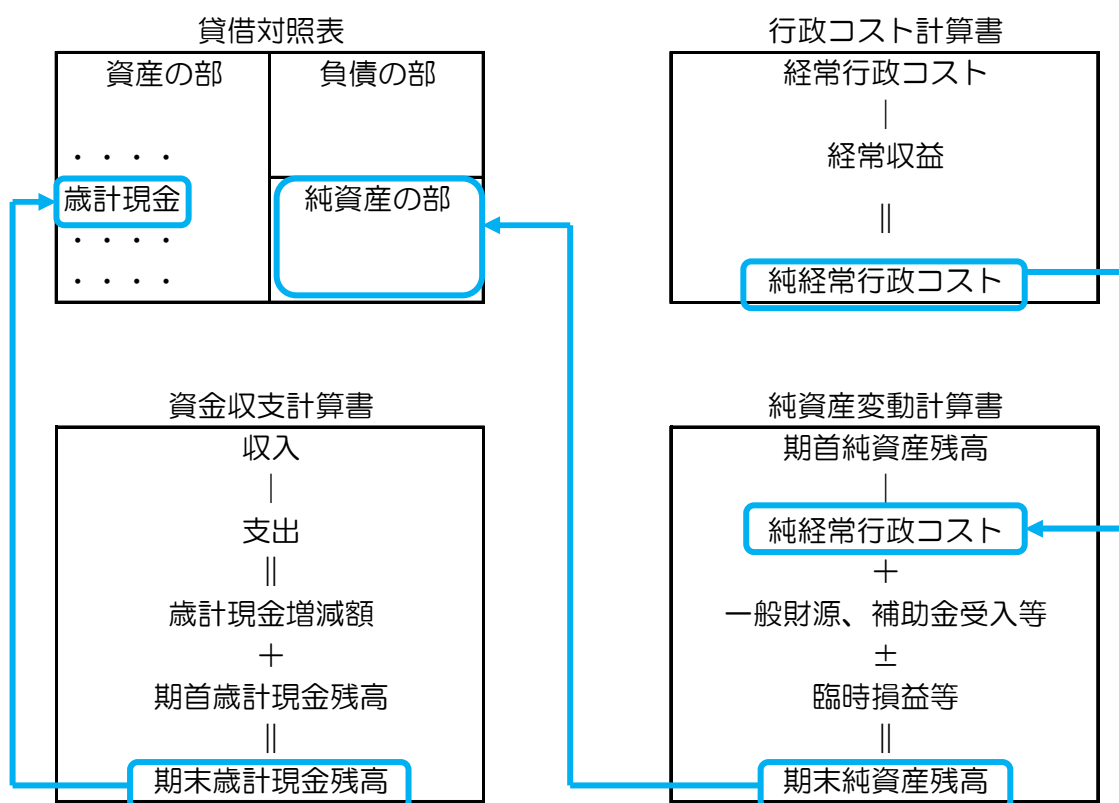 貸借対照表
資産の部
負債の部
・・・・
歳計現金
純資産の部
・・・・
・・・・
行政コスト計算書
経常行政コスト
|
経常収益
||
純経常行政コスト
資金収支計算書
収入
|
支出
||
歳計現金増減額
+
期首歳計現金残高
||
期末歳計現金残高
純資産変動計算書
期首純資産残高
|
純経常行政コスト
+
一般財源、補助金受入等
±
臨時損益等
||
期末純資産残高